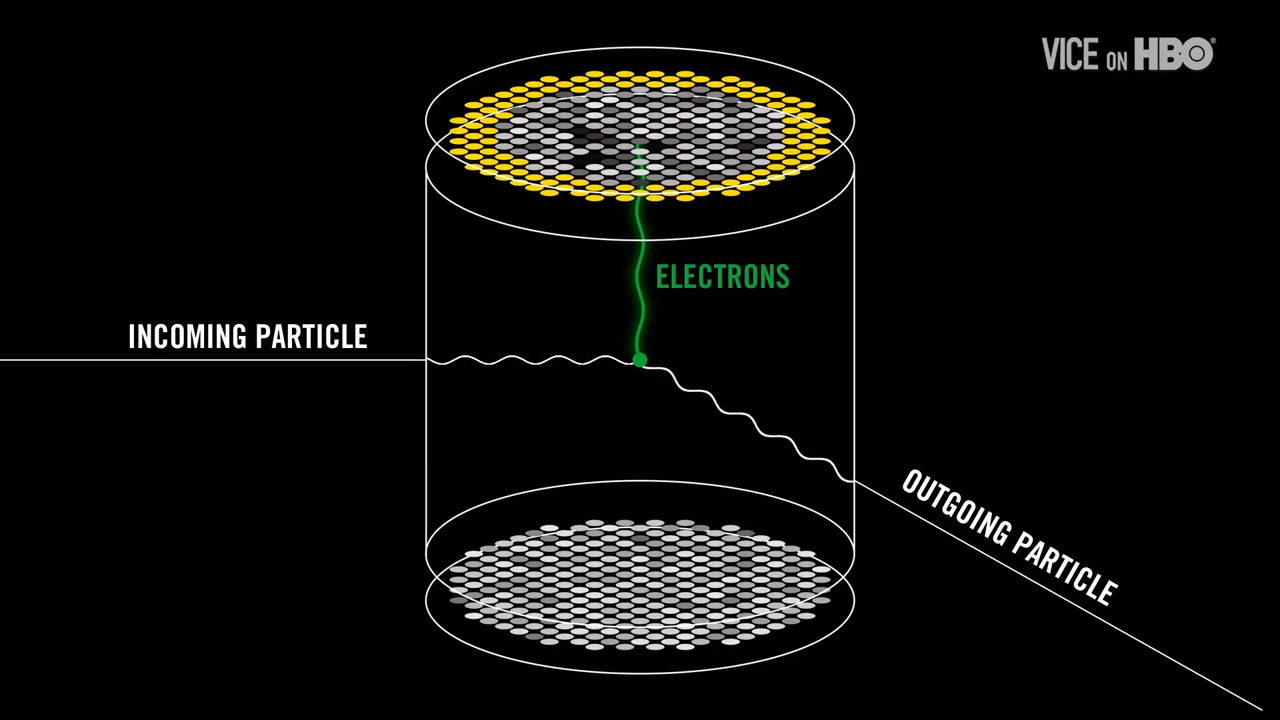 VICE ON HBO®
ELECTRONS
INCOMING PARTICLE
OUTGOING PARTICLE